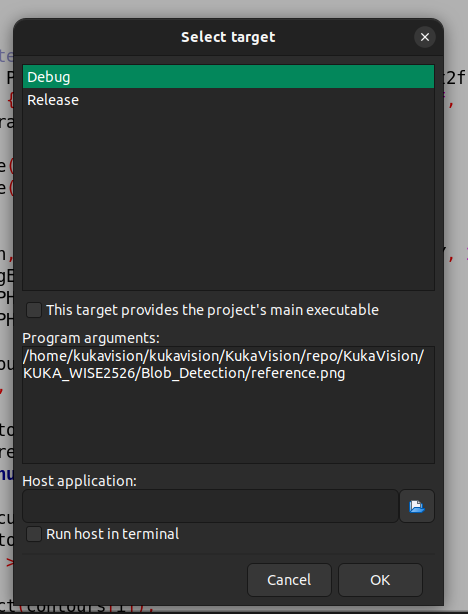 Select target
Debug
Release
This target provides the project's main executable
Program arguments:
/home/kukavision/kukavision/KukaVision/repo/KukaVision/
KUKA_WISE2526/Blob_Detection/reference.png
Host application:
Run host in terminal
Cancel
OK